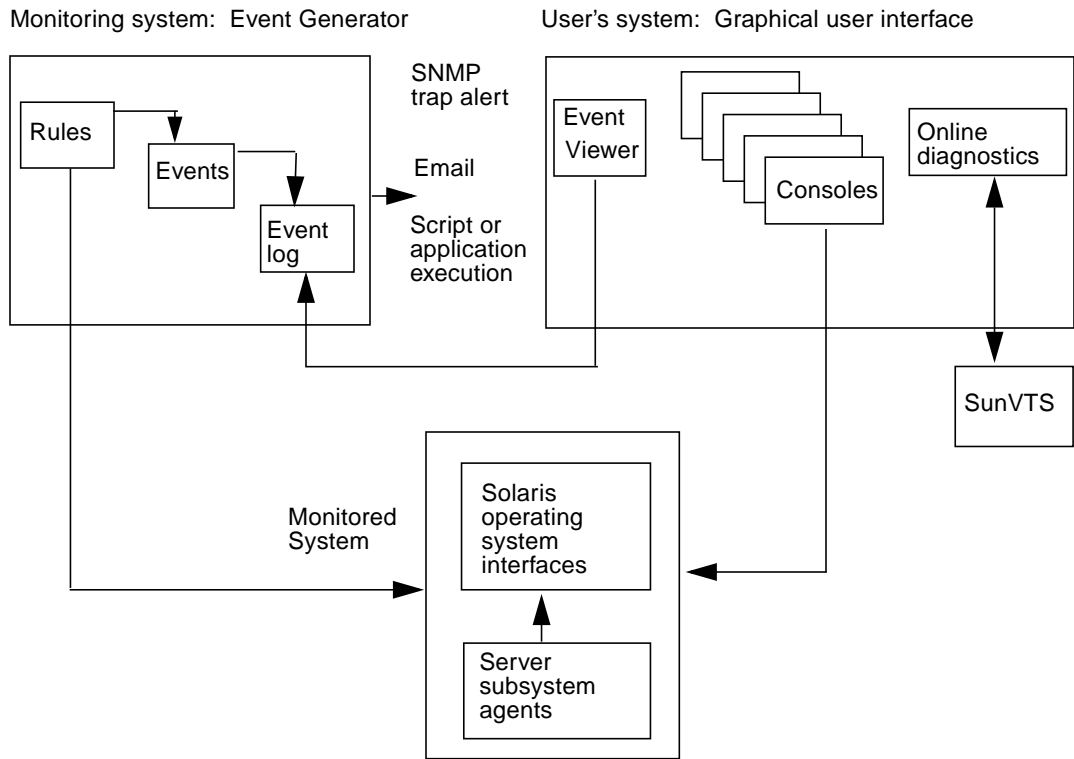 Monitoring system:  Event Generator
User's system:  Graphical user interface
SNMP
trap alert
Rules
Events
Event
log
Email
Script or
application
execution
Event
Viewer
Consoles
Online
diagnostics
SunVTS
Monitored
System
Solaris
operating
system
interfaces
Server
subsystem
agents